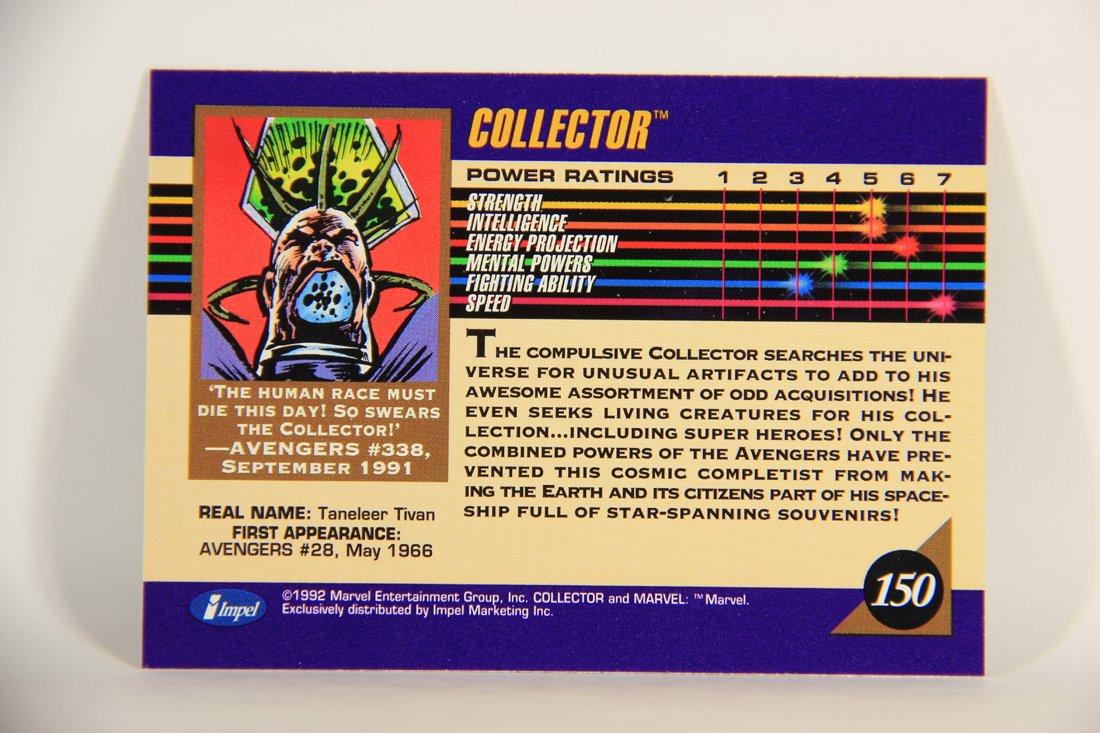 COLLECTOR™
POWER RATINGS 1 2 3 4 5 6 7
STRENGTH
INTELLIGENCE
ENERGY PROJECTION
MENTAL POWERS
FIGHTING ABILITY
SPEED
'THE HUMAN RACE MUST
DIE THIS DAY! SO SWEARS
THE COLLECTOR!'
—AVENGERS #338,
SEPTEMBER 1991
REAL NAME: Taneleer Tivan
FIRST APPEARANCE:
AVENGERS #28, May 1966
THE COMPULSIVE COLLECTOR SEARCHES THE UNI-
VERSE FOR UNUSUAL ARTIFACTS TO ADD TO HIS
AWESOME ASSORTMENT OF ODD ACQUISITIONS! HE
EVEN SEEKS LIVING CREATURES FOR HIS COL-
LECTION...INCLUDING SUPER HEROES! ONLY THE
COMBINED POWERS OF THE AVENGERS HAVE PRE-
VENTED THIS COSMIC COMPLETIST FROM MAK-
ING THE EARTH AND ITS CITIZENS PART OF HIS SPACE-
SHIP FULL OF STAR-SPANNING SOUVENIRS!
150
Impel
©1992 Marvel Entertainment Group, Inc. COLLECTOR and MARVEL: ™Marvel.
Exclusively distributed by Impel Marketing Inc.